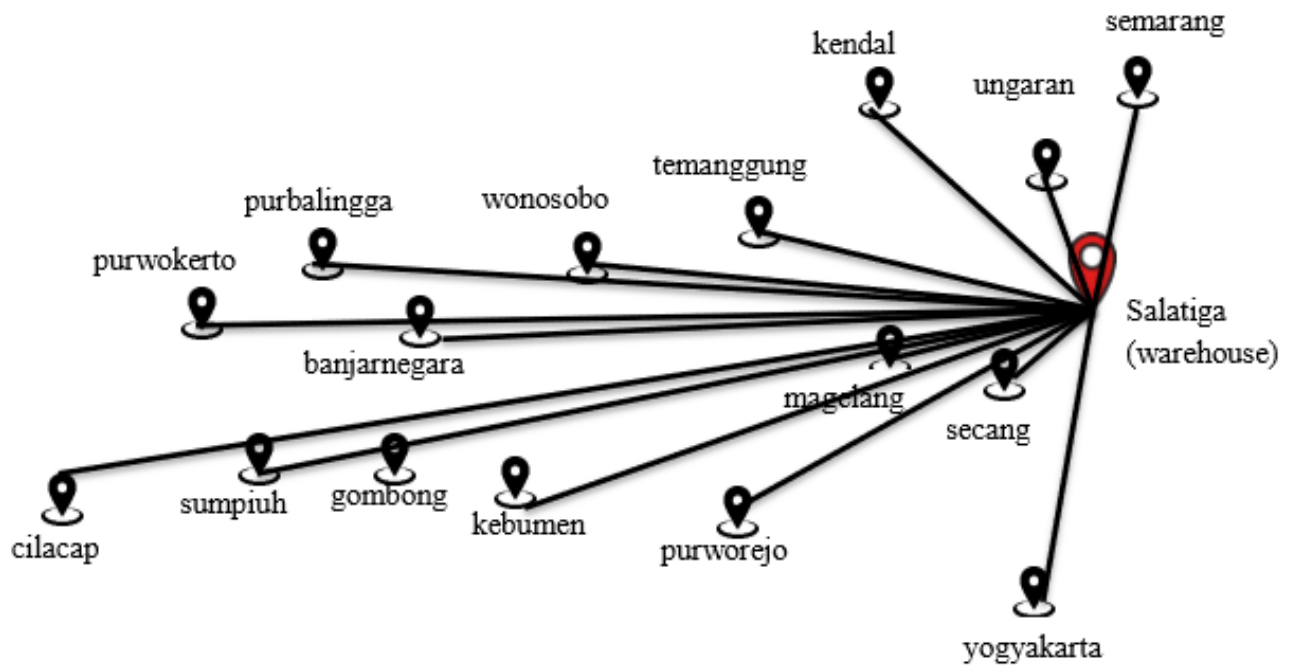 semarang
kendal
ungaran
temanggung
purbalingga
wonosobo
purwokerto
Salatiga
(warehouse)
banjarnegara
magelang
secang
sumpiuh
gombong
kebumen
purworejo
cilacap
yogyakarta